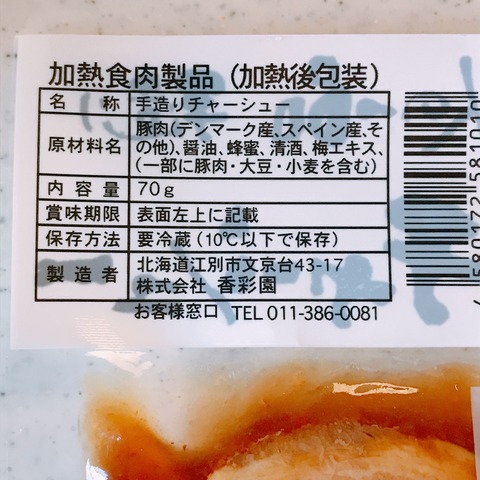 加熱食肉製品（加熱後包装）
名称 手造りチャーシュー
原材料名 豚肉(デンマーク産、スペイン産、そ
の他)、醤油、蜂蜜、清酒、梅エキス、
(一部に豚肉・大豆・小麦を含む)
内容量 70g
賞味期限 表面左上に記載
保存方法 要冷蔵(10℃以下で保存)
製造者 北海道江別市文京台43-17
株式会社 香彩園
お客様窓口 TEL 011-386-0081